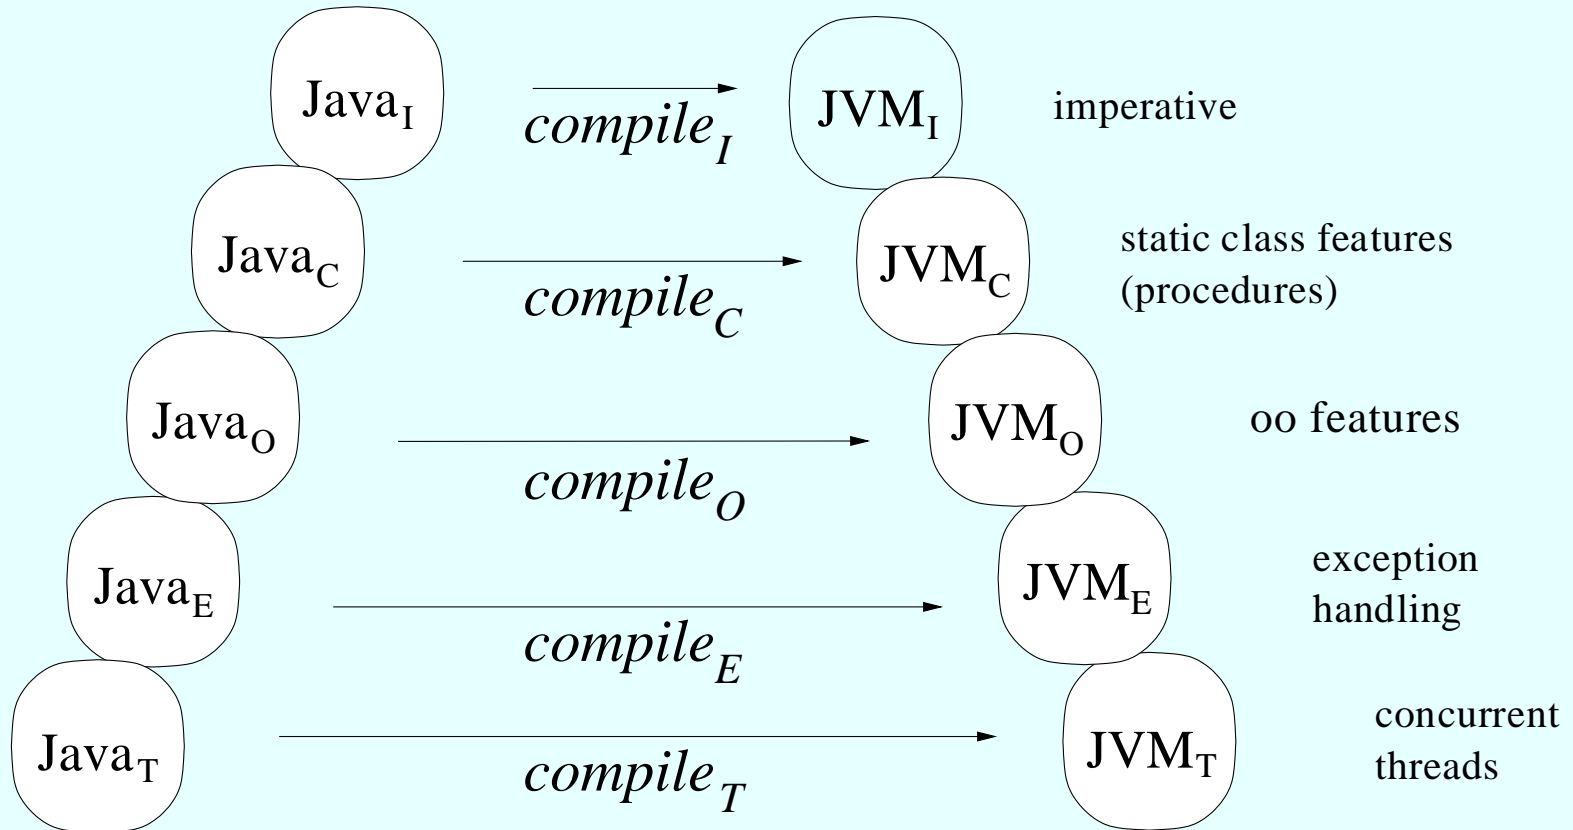 Java_I compile_I JVM_I imperative
Java_C compile_C JVM_C static class features
(procedures)
Java_O compile_O JVM_O oo features
Java_E compile_E JVM_E exception
handling
Java_T compile_T JVM_T concurrent
threads